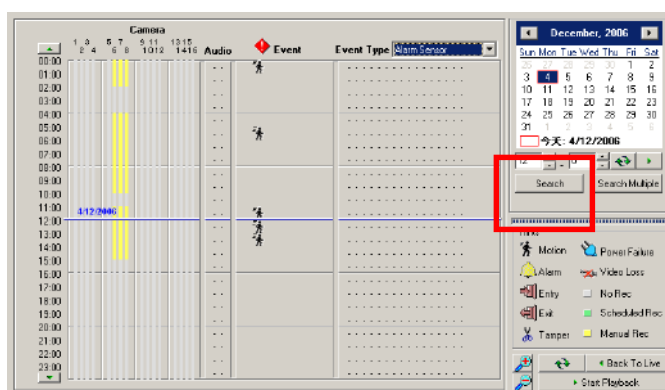 Camera
1 3 5 7 9 11 13 15
2 4 6 8 10 12 14 16 Audio Event Event Type Alarm Sensor
00:00
01:00
02:00
03:00
04:00
05:00
06:00
07:00
08:00
09:00
10:00
11:00 4/12/2006
12:00
13:00
14:00
15:00
16:00
17:00
18:00
19:00
20:00
21:00
22:00
23:00
December, 2006
Sun Mon Tue Wed Thu Fri Sat
26 27 28 29 30 1 2
3 4 5 6 7 8 9
10 11 12 13 14 15 16
17 18 19 20 21 22 23
24 25 26 27 28 29 30
31 1 2 3 4 5 6
今天: 4/12/2006
12 : 0
Search Search Multiple
Motion Power Failure
Alarm Video Loss
Entry No Rec
Exit Scheduled Rec
Tamper Manual Rec
Back To Live
Start Playback